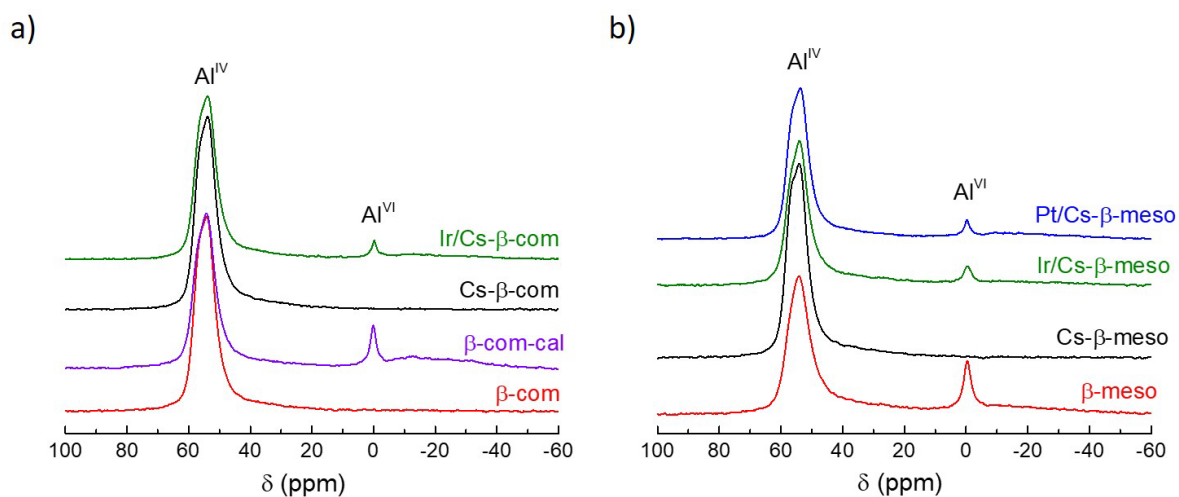 a)
Al^IV
Al^VI
Ir/Cs-β-com
Cs-β-com
β-com-cal
β-com
100 80 60 40 20 0 -20 -40 -60
δ (ppm)
b)
Al^IV
Al^VI
Pt/Cs-β-meso
Ir/Cs-β-meso
Cs-β-meso
β-meso
100 80 60 40 20 0 -20 -40 -60
δ (ppm)